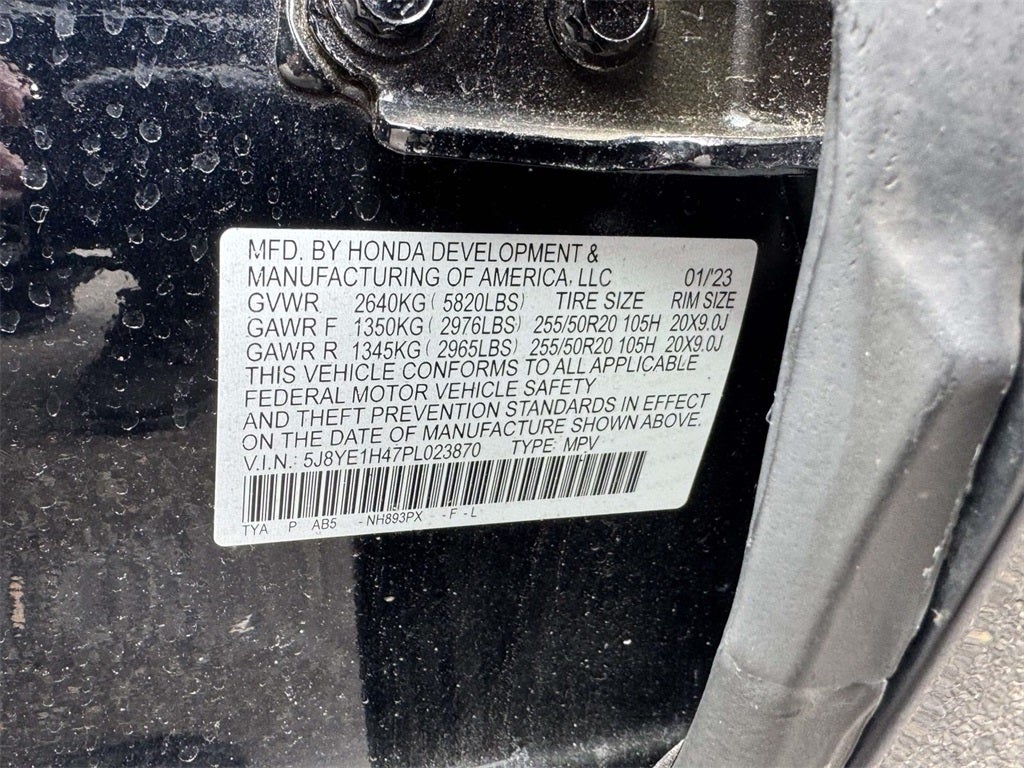 MFD. BY HONDA DEVELOPMENT &
MANUFACTURING OF AMERICA, LLC 01/'23
GVWR 2640KG ( 5820LBS) TIRE SIZE RIM SIZE
GAWR F 1350KG ( 2976LBS) 255/50R20 105H 20X9.0J
GAWR R 1345KG ( 2965LBS) 255/50R20 105H 20X9.0J
THIS VEHICLE CONFORMS TO ALL APPLICABLE
FEDERAL MOTOR VEHICLE SAFETY
AND THEFT PREVENTION STANDARDS IN EFFECT
ON THE DATE OF MANUFACTURE SHOWN ABOVE.
V.I.N.: 5J8YE1H47PL023870 TYPE: MPV
TYA P AB5 -NH893PX - -F -L